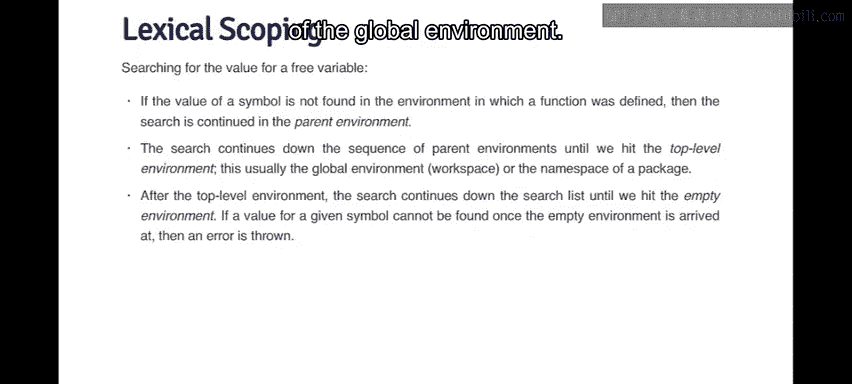 Lexical Scoping
of the global environment.
Searching for the value for a free variable:
· If the value of a symbol is not found in the environment in which a function was defined, then the
search is continued in the parent environment.
· The search continues down the sequence of parent environments until we hit the top-level
environment; this usually the global environment (workspace) or the namespace of a package.
· After the top-level environment, the search continues down the search list until we hit the empty
environment. If a value for a given symbol cannot be found once the empty environment is arrived
at, then an error is thrown.